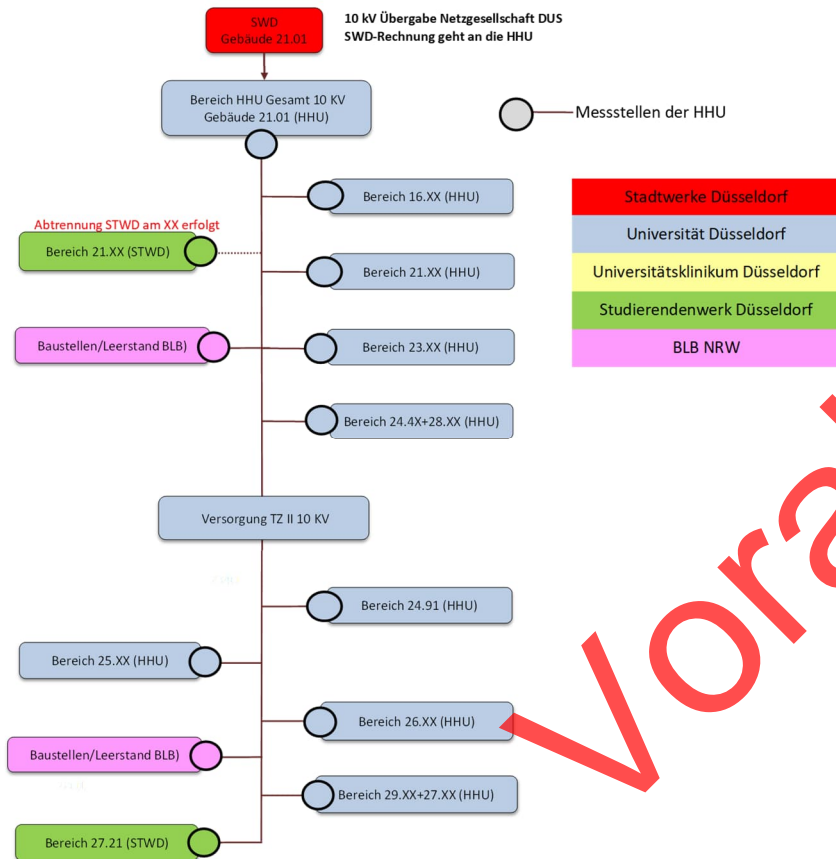 SWD
Gebäude 21.01
10 kV Übergabe Netzgesellschaft DUS
SWD-Rechnung geht an die HHU
Bereich HHU Gesamt 10 KV
Gebäude 21.01 (HHU)
Messstellen der HHU
Bereich 16.XX (HHU)
Stadtwerke Düsseldorf
Abtrennung STWD am XX erfolgt
Universität Düsseldorf
Bereich 21.XX (STWD)
Bereich 21.XX (HHU)
Universitätsklinikum Düsseldorf
Studierendenwerk Düsseldorf
Baustellen/Leerstand BLB)
Bereich 23.XX (HHU)
BLB NRW
Bereich 24.4X+28.XX (HHU)
Versorgung TZ II 10 KV
Bereich 24.91 (HHU)
Bereich 25.XX (HHU)
Bereich 26.XX (HHU)
Baustellen/Leerstand BLB)
Bereich 29.XX+27.XX (HHU)
Bereich 27.21 (STWD)